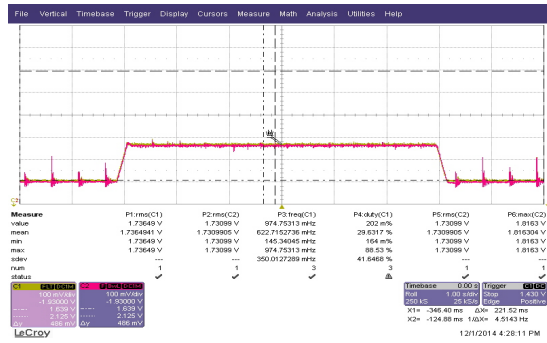 File Vertical Timebase Trigger Display Cursors Measure Math Analysis Utilities Help
C2
Measure P1:rms(C1) P2:rms(C2) P3:freq(C1) P4:duty(C1) P5:rms(C2) P6:max(C2)
value 1.73649 V 1.73099 V 974.75313 mHz 202 m% 1.73099 V 1.8163 V
mean 1.7364941 V 1.7309905 V 622.7152736 mHz 29.6317 % 1.7309905 V 1.816304 V
min 1.73649 V 1.73099 V 145.34045 mHz 164 m% 1.73099 V 1.8163 V
max 1.73649 V 1.73099 V 974.75313 mHz 88.53 % 1.73099 V 1.8163 V
sdev --- --- 350.0127289 mHz 41.6468 % --- ---
num 1 1 3 3 1 1
status
C1 FLT DC1M C2 DC1M Timebase 0.00 s Trigger C1 DC
100 mV/div 100 mV/div Roll 1.00 s/div Stop 1.430 V
-1.93000 V -1.93000 V 250 kS 25 kS/s Edge Positive
1.639 V 1.639 V X1= -346.40 ms ΔX= 221.52 ms
2.125 V 2.125 V X2= -124.88 ms 1/ΔX= 4.5143 Hz
Δy 486 mV Δy 486 mV
LeCroy 12/1/2014 4:28:11 PM